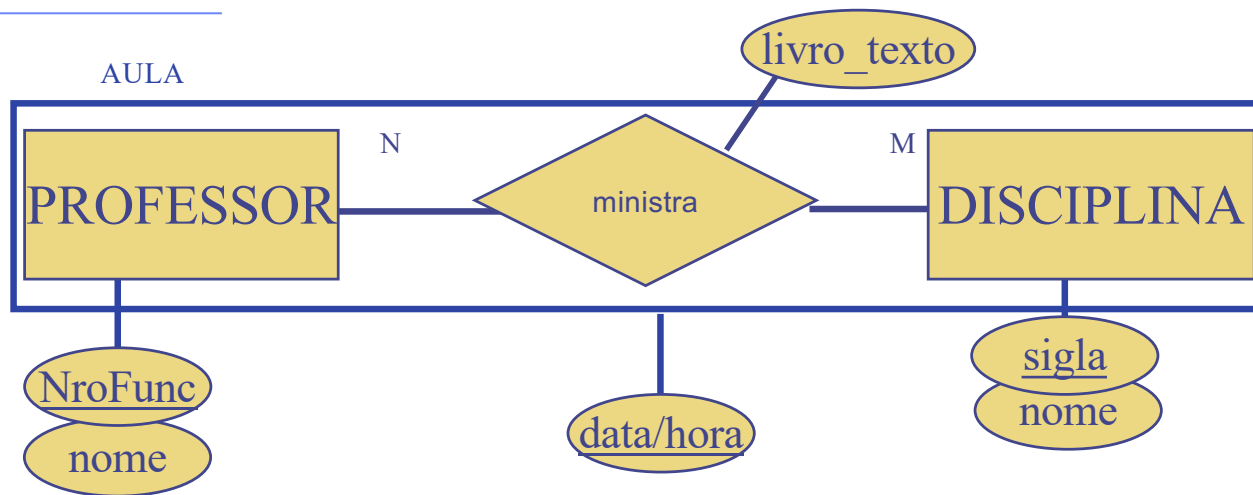 livro_texto
AULA
N
M
PROFESSOR
ministra
DISCIPLINA
NroFunc
nome
data/hora
sigla
nome